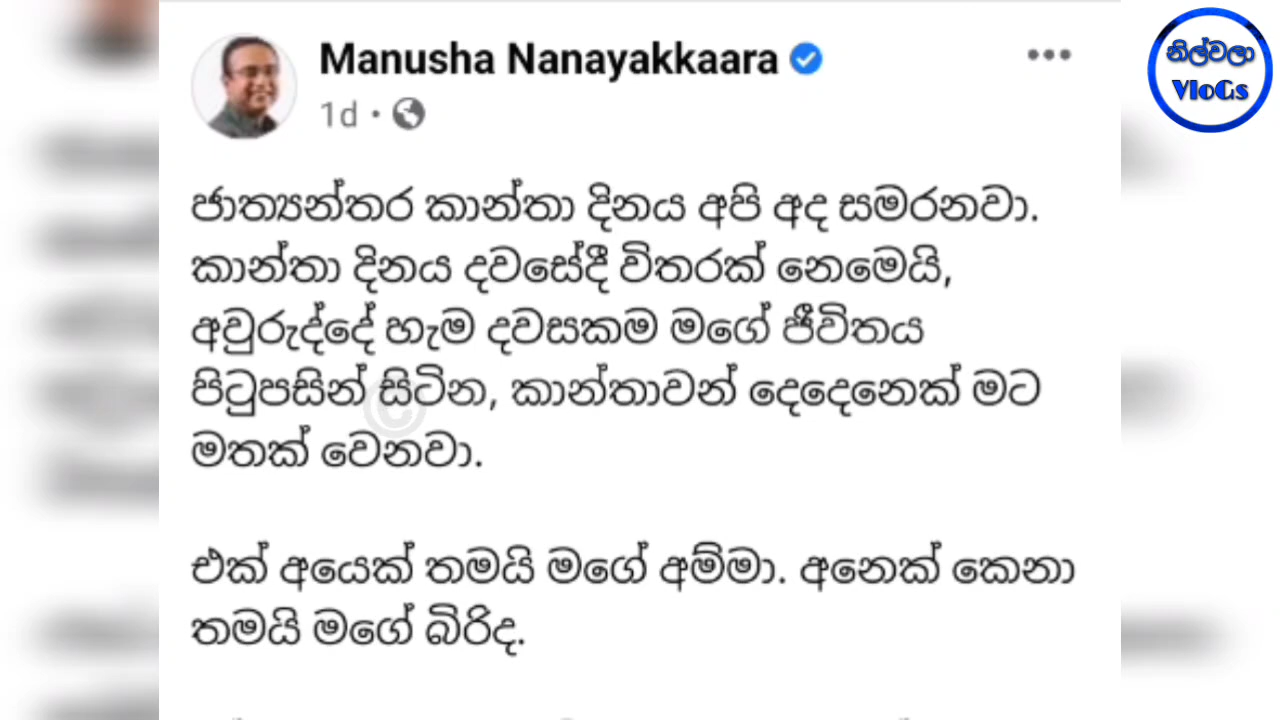 Manusha Nanayakkaara
1d
ජාත්‍යන්තර කාන්තා දිනය අපි අද සමරනවා.
කාන්තා දිනය දවසේදී විතරක් නෙමෙයි,
අවුරුද්දේ හැම දවසකම මගේ ජීවිතය
පිටුපසින් සිටින, කාන්තාවන් දෙදෙනෙක් මට
මතක් වෙනවා.
එක් අයෙක් තමයි මගේ අම්මා. අනෙක් කෙනා
තමයි මගේ බිරිද.
නිල්වලා
VloGs